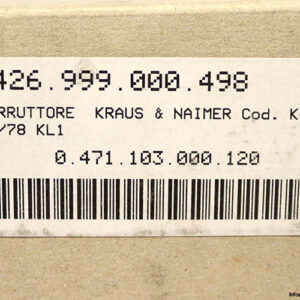 426.999.000.498
RRUTTORE KRAUS & NAIMER Cod. K
/78 KL1
0.471.103.000.120